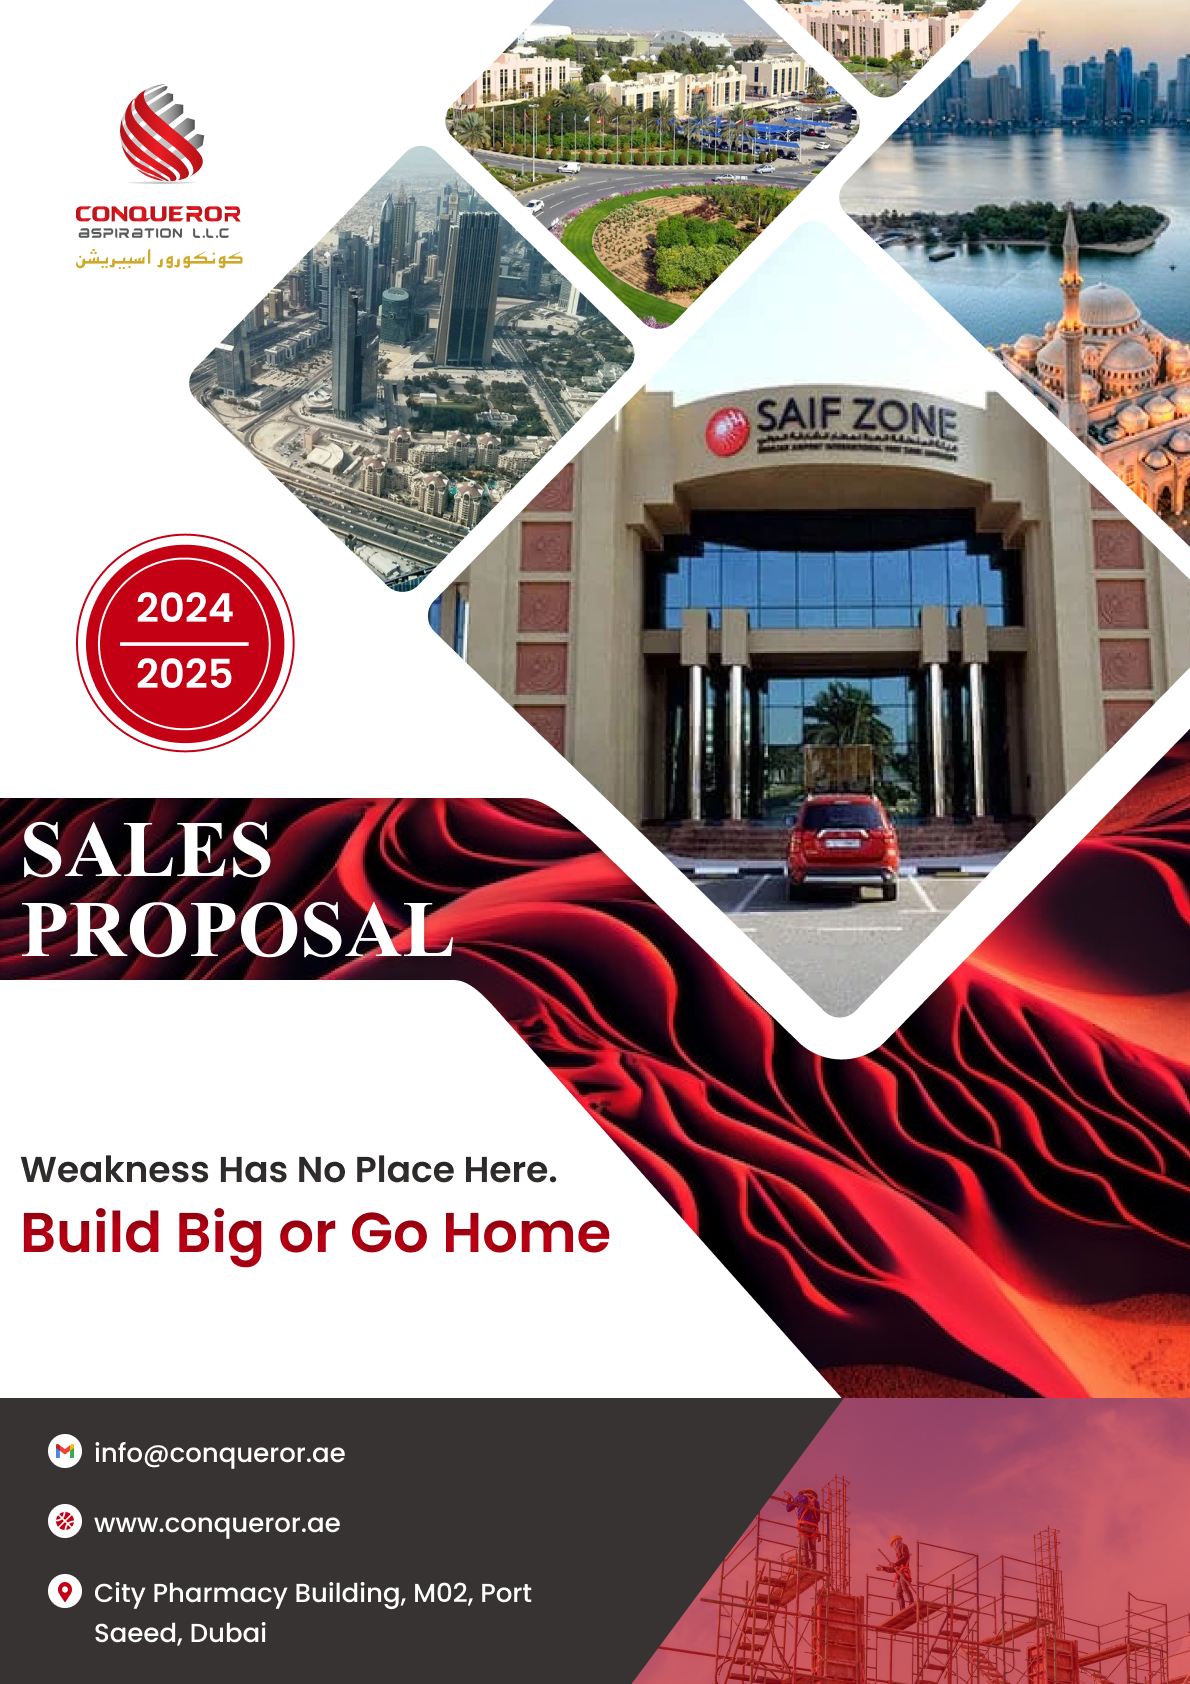 CONQUEROR
ASPIRATION L.L.C
كونكورور اسبيريشن
SAIF ZONE
2024
2025
SALES
PROPOSAL
Weakness Has No Place Here.
Build Big or Go Home
info@conqueror.ae
www.conqueror.ae
City Pharmacy Building, M02, Port
Saeed, Dubai